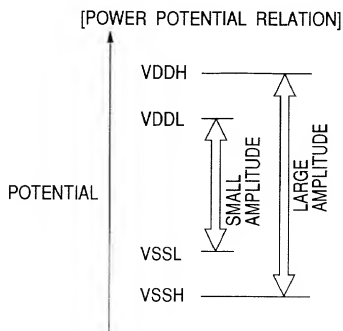 [POWER POTENTIAL RELATION]
VDDH
VDDL
POTENTIAL
SMALL
AMPLITUDE
LARGE
AMPLITUDE
VSSL
VSSH